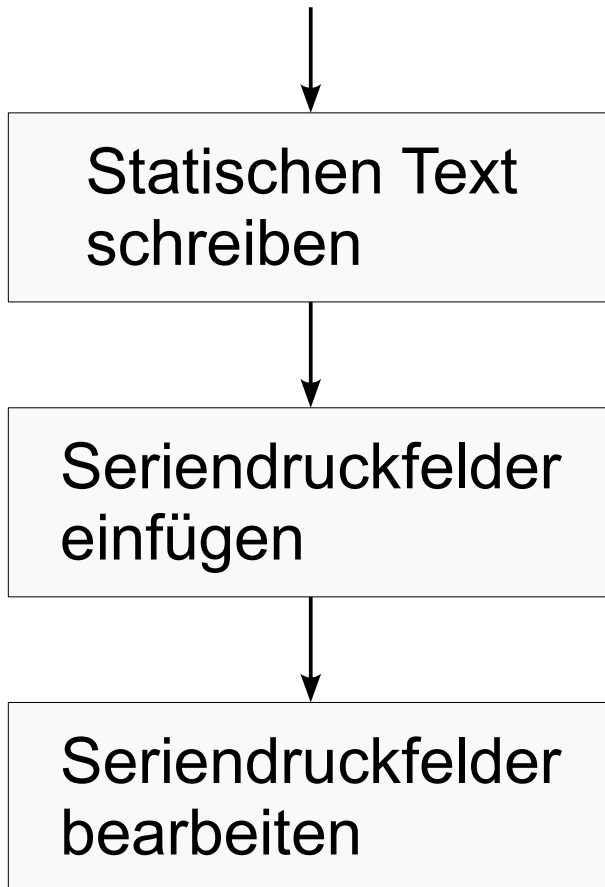 Statischen Text
schreiben
Seriendruckfelder
einfügen
Seriendruckfelder
bearbeiten